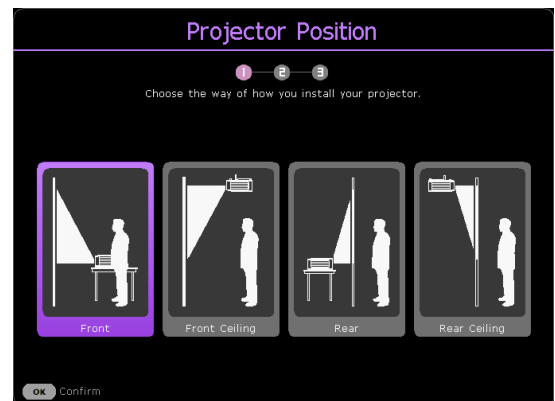 Projector Position
1 2 3
Choose the way of how you install your projector.
Front Front Ceiling Rear Rear Ceiling
OK Confirm